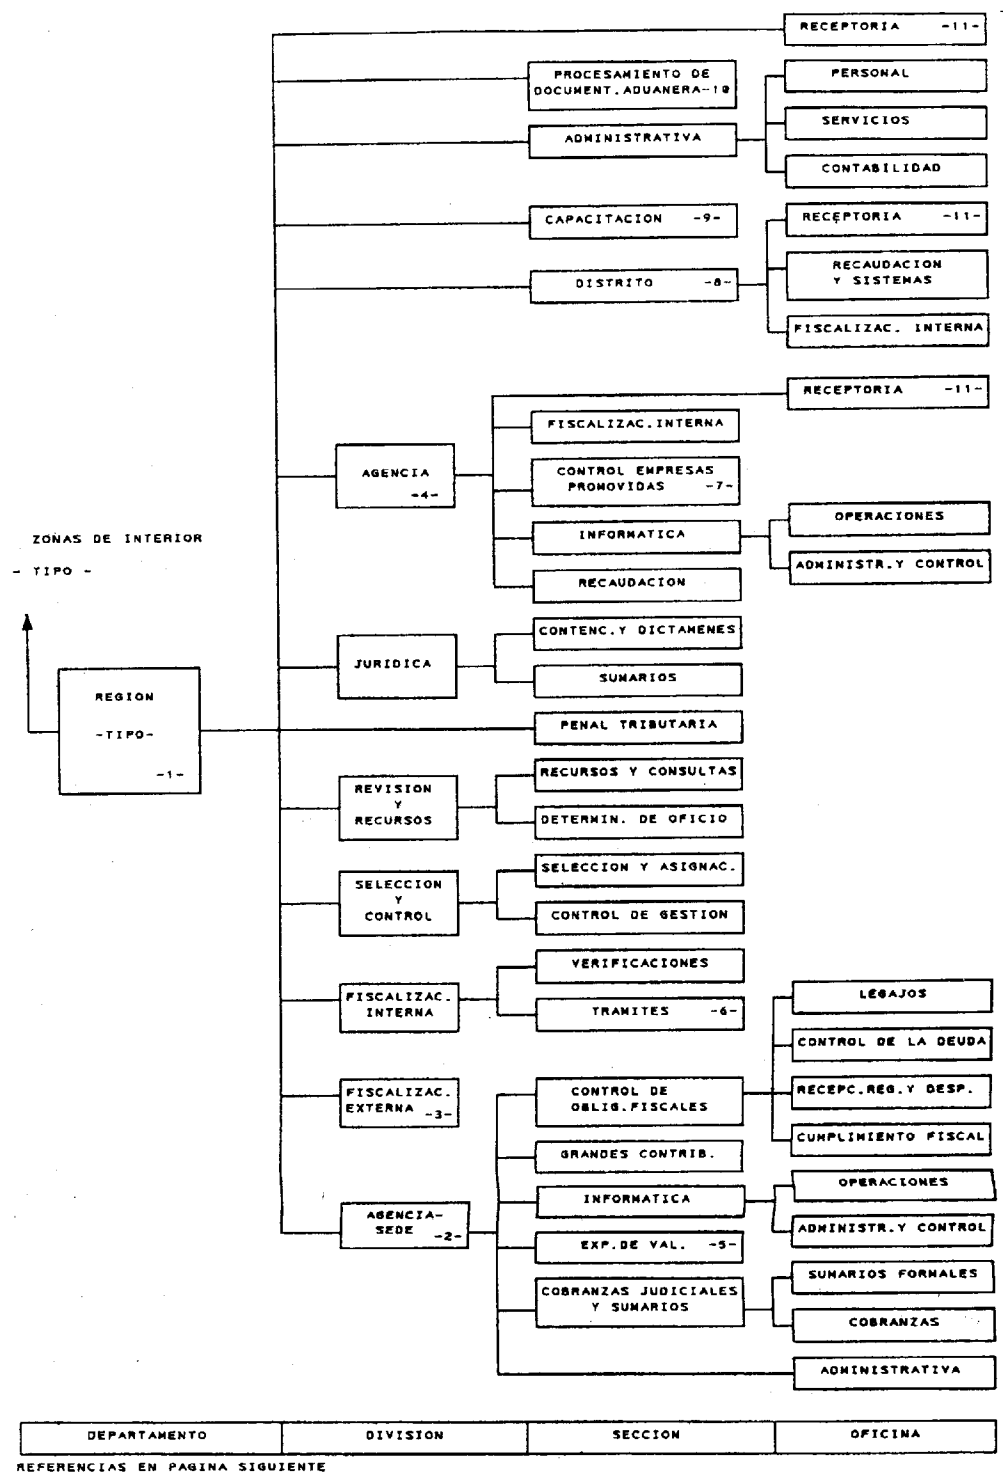 RECEPTORIA -11-
PROCESAMIENTO DE
DOCUMENT.ADUANERA-10
PERSONAL
SERVICIOS
ADMINISTRATIVA
CONTABILIDAD
CAPACITACION -9-
RECEPTORIA -11-
RECAUDACION
Y SISTEMAS
DISTRITO -8-
FISCALIZAC. INTERNA
RECEPTORIA -11-
FISCALIZAC.INTERNA
AGENCIA
-4-
CONTROL EMPRESAS
PROMOVIDAS -7-
INFORMATICA
OPERACIONES
ADMINISTR.Y CONTROL
RECAUDACION
ZONAS DE INTERIOR
- TIPO -
CONTENC.Y DICTAMENES
JURIDICA
SUMARIOS
REGION
-TIPO-
-1-
PENAL TRIBUTARIA
REVISION
Y
RECURSOS
RECURSOS Y CONSULTAS
DETERMIN. DE OFICIO
SELECCION
Y
CONTROL
SELECCION Y ASIGNAC.
CONTROL DE GESTION
VERIFICACIONES
FISCALIZAC.
INTERNA
TRAMITES -6-
LEGAJOS
CONTROL DE LA DEUDA
FISCALIZAC.
EXTERNA -3-
CONTROL DE
OBLIG.FISCALES
RECEPC.REG.Y DESP.
CUMPLIMIENTO FISCAL
GRANDES CONTRIB.
OPERACIONES
INFORMATICA
AGENCIA-
SEDE -2-
ADMINISTR.Y CONTROL
EXP.DE VAL. -5-
SUMARIOS FORMALES
COBRANZAS JUDICIALES
Y SUMARIOS
COBRANZAS
ADMINISTRATIVA
DEPARTAMENTO DIVISION SECCION OFICINA
REFERENCIAS EN PAGINA SIGUIENTE